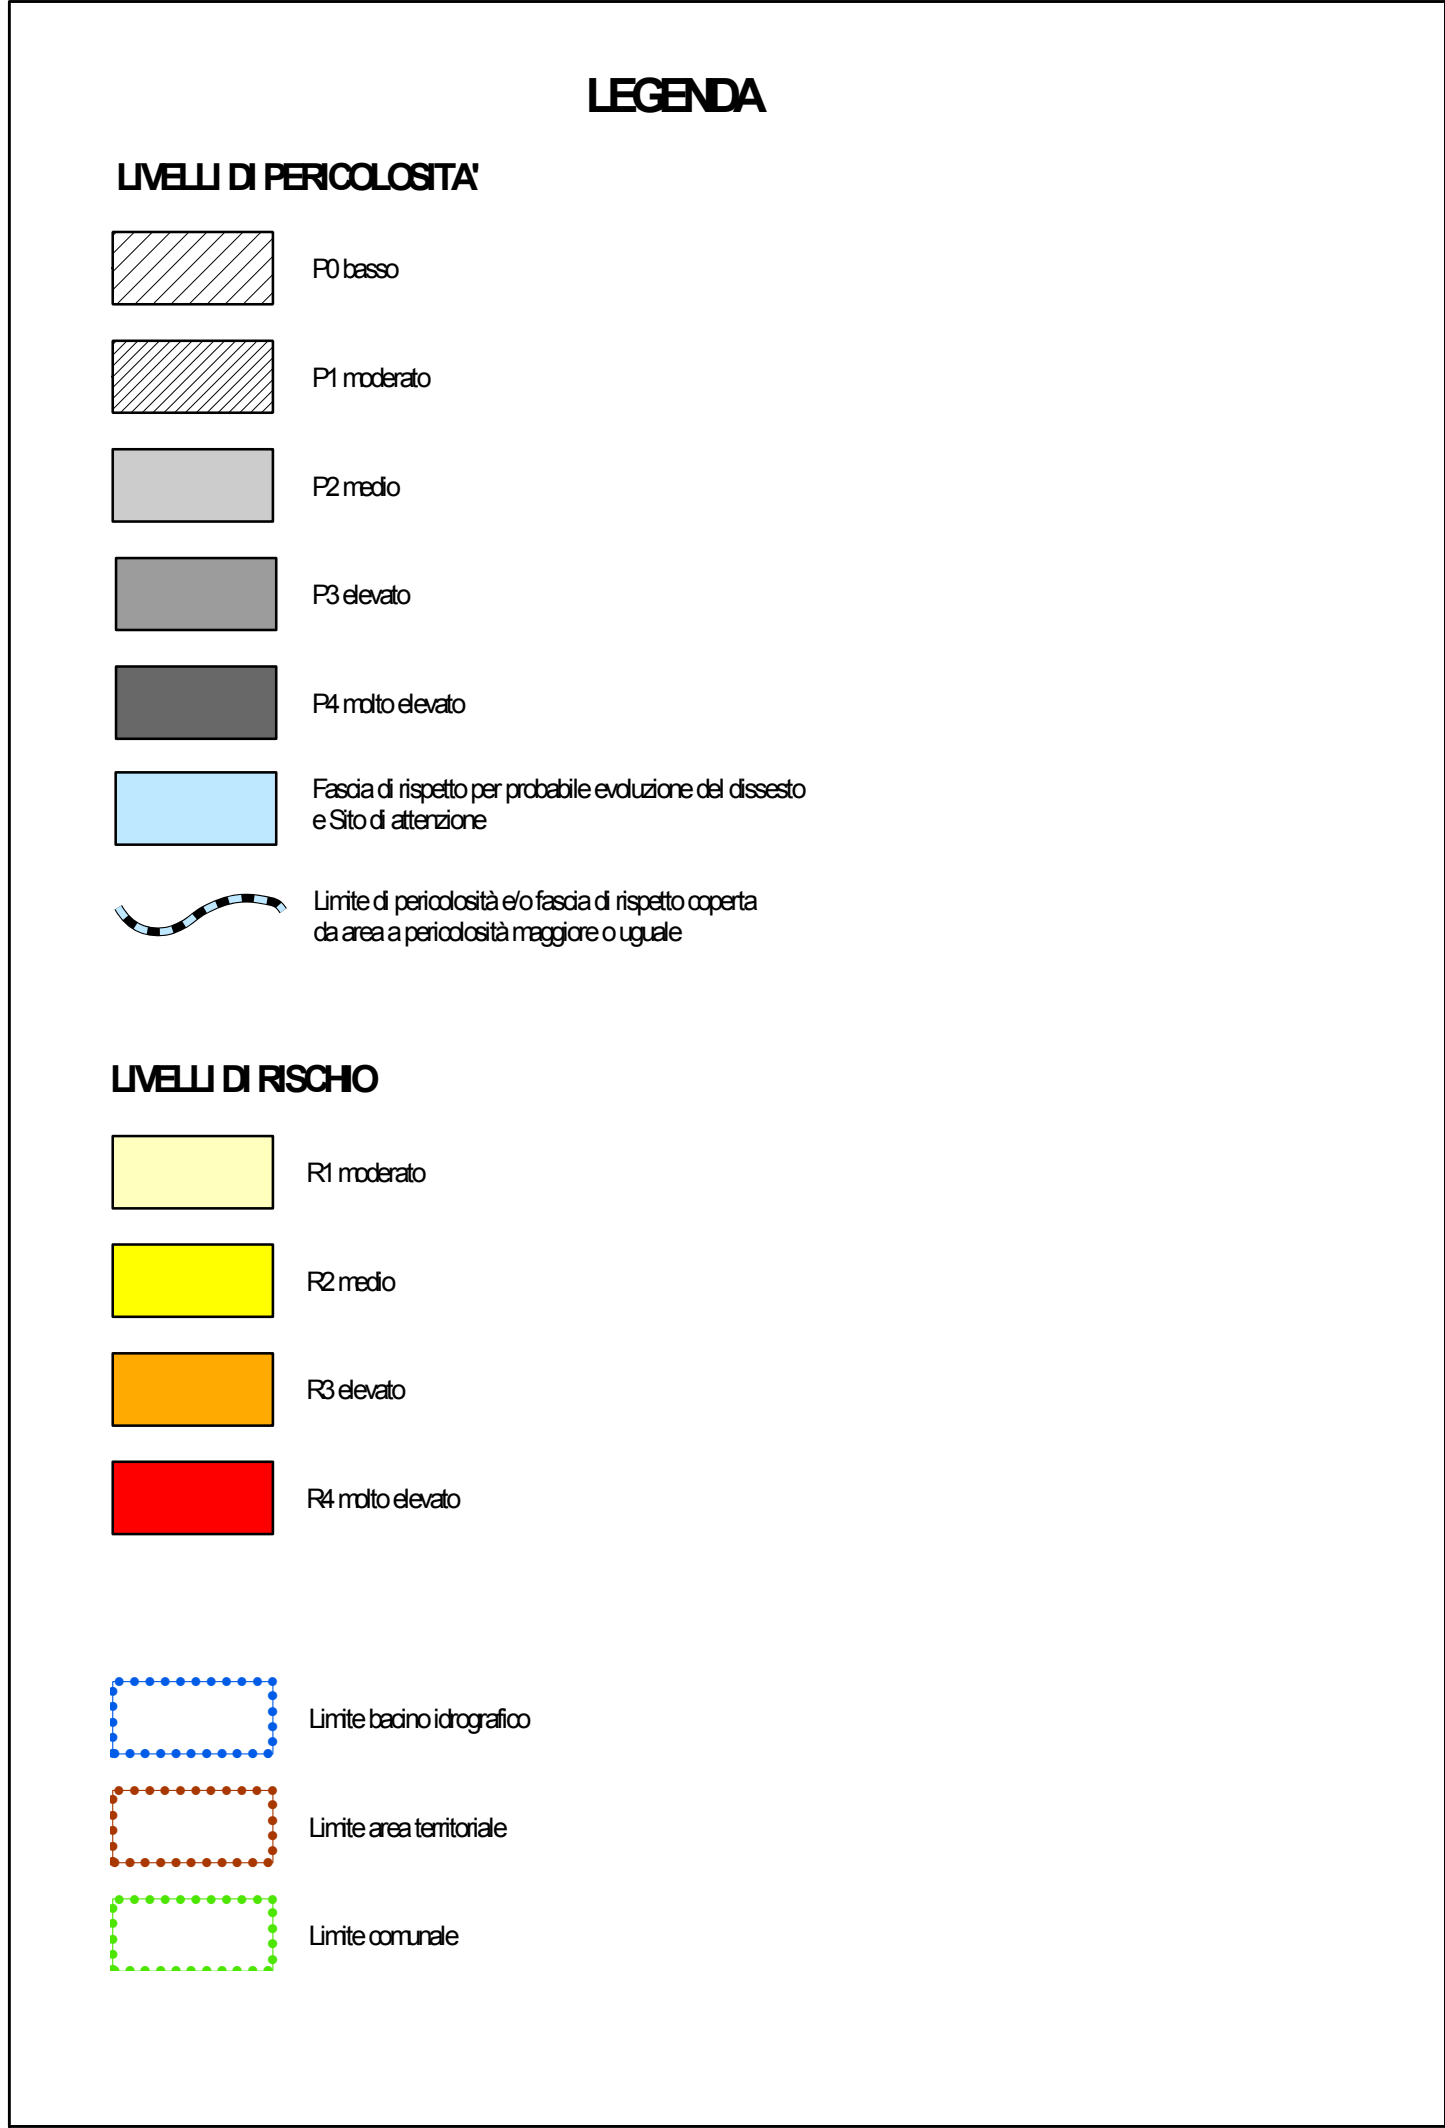 LEGENDA
LIVELLI DI PERICOLOSITA'
P0 basso
P1 moderato
P2 medio
P3 elevato
P4 molto elevato
Fascia di rispetto per probabile evoluzione del dissesto
e Sito di attenzione
Limite di pericolosità e/o fascia di rispetto coperta
da area a pericolosità maggiore o uguale
LIVELLI DI RISCHIO
R1 moderato
R2 medio
R3 elevato
R4 molto elevato
Limite bacino idrografico
Limite area territoriale
Limite comunale